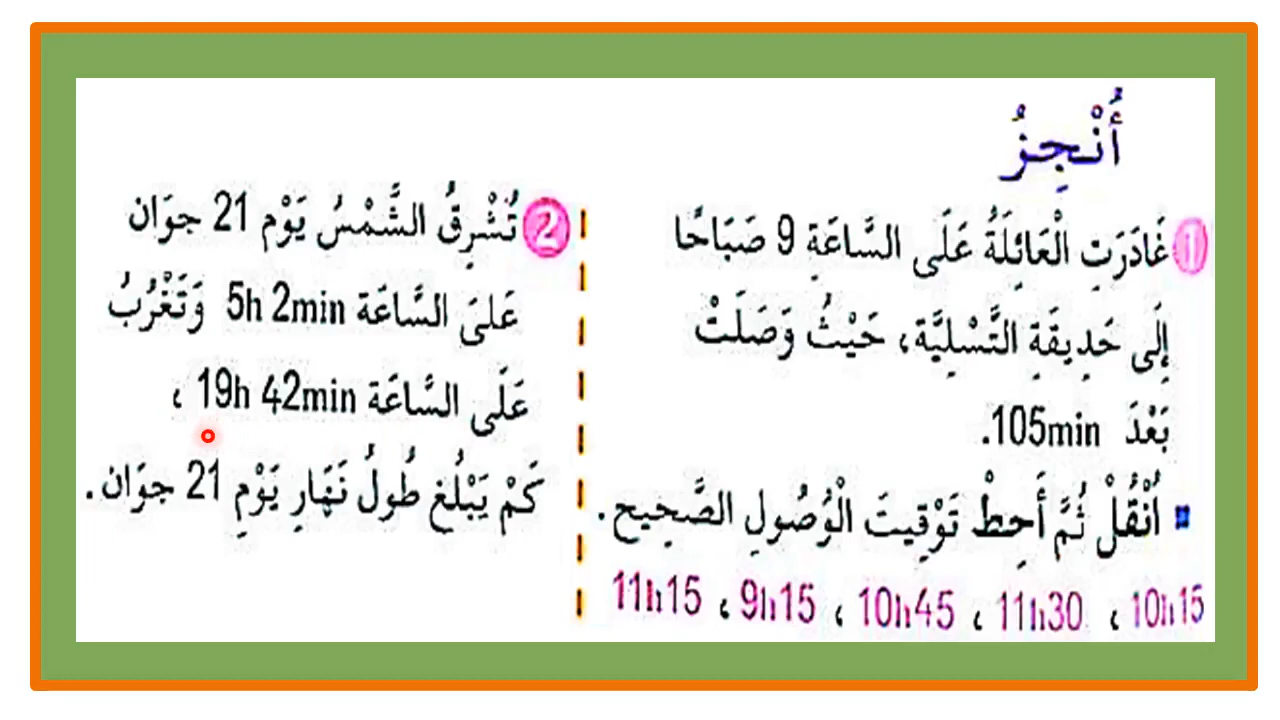 أُنْجِزُ
① غَادَرَتِ الْعَائِلَةُ عَلَى السَّاعَةِ 9 صَبَاحًا
إِلَى حَدِيقَةِ التَّسْلِيَّة، حَيْثُ وَصَلَتْ
بَعْدَ 105min.
▪ اُنْقُلْ ثُمَّ أَحِطْ تَوْقِيتَ الْوُصُولِ الصَّحِيح.
10h15 ، 11h30 ، 10h45 ، 9h15 ، 11h15
② تُشْرِقُ الشَّمْسُ يَوْم 21 جوَان
عَلىَ السَّاعَة 5h 2min وَتَغْرُبُ
عَلَى السَّاعَة 19h 42min ،
كَمْ يَبْلُغ طُولُ نَهَارِ يَوْمِ 21 جوَان.